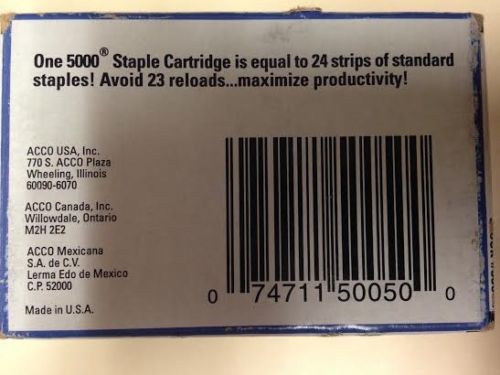 One 5000® Staple Cartridge is equal to 24 strips of standard
staples! Avoid 23 reloads...maximize productivity!
ACCO USA, Inc.
770 S. ACCO Plaza
Wheeling, Illinois
60090-6070
ACCO Canada, Inc.
Willowdale, Ontario
M2H 2E2
ACCO Mexicana
S.A. de C.V.
Lerma Edo de Mexico
C.P. 52000
Made in U.S.A.
0 74711 50050 0